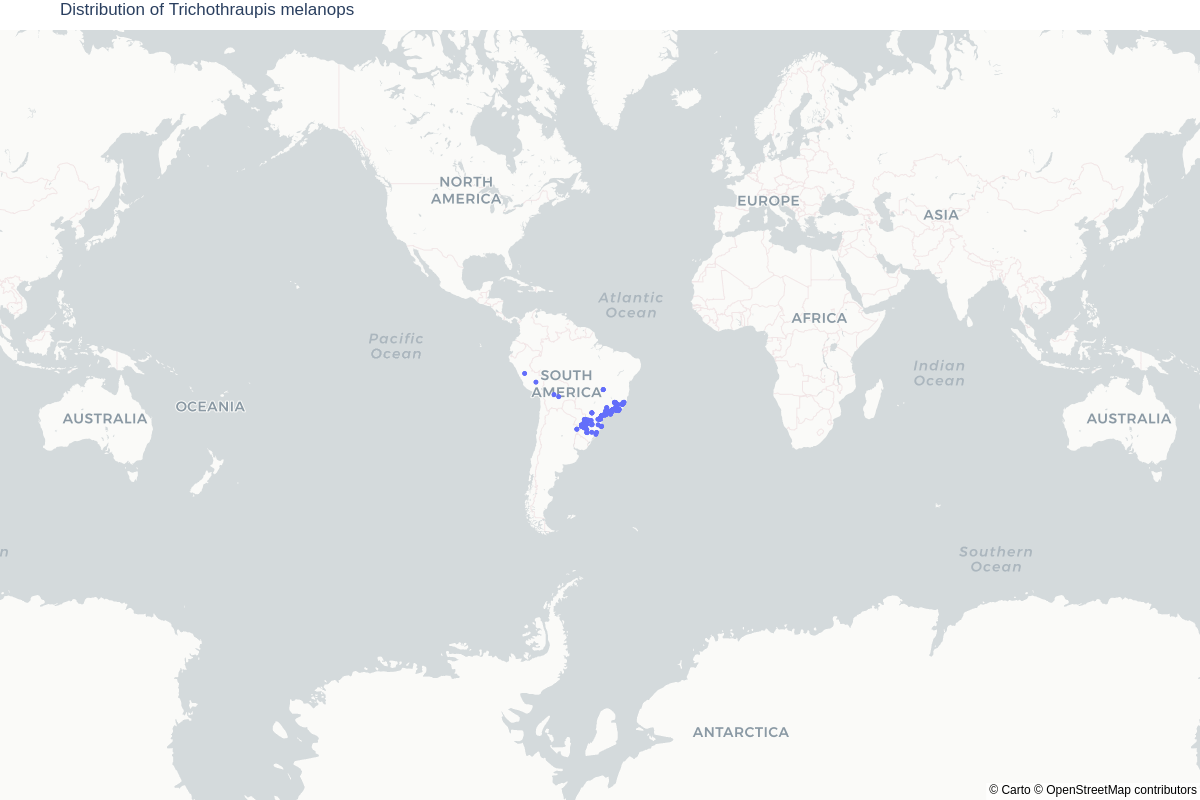 Distribution of Trichothraupis melanops
NORTH
AMERICA
EUROPE
ASIA
Atlantic
Ocean
AFRICA
Pacific
Ocean
SOUTH
AMERICA
Indian
Ocean
OCEANIA
AUSTRALIA
AUSTRALIA
n
Southern
Ocean
ANTARCTICA
© Carto © OpenStreetMap contributors